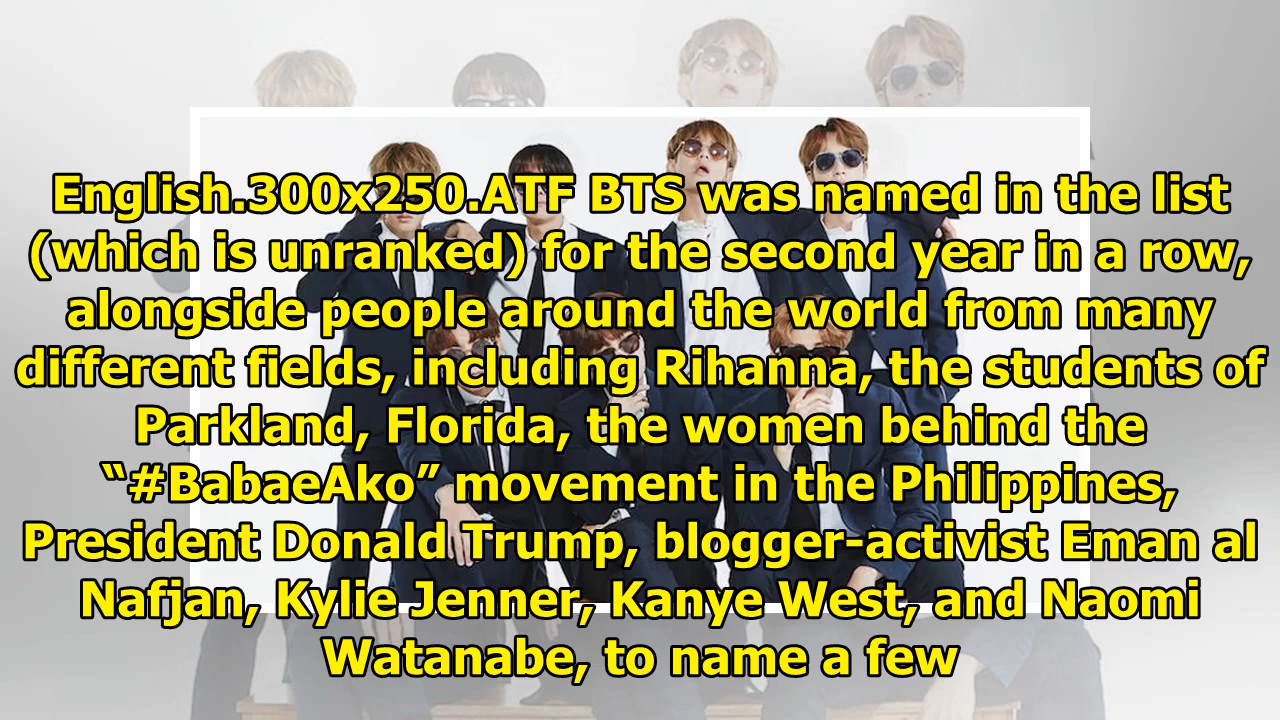 English.300x250.ATF BTS was named in the list
(which is unranked) for the second year in a row,
alongside people around the world from many
different fields, including Rihanna, the students of
Parkland, Florida, the women behind the
“#BabaeAko” movement in the Philippines,
President Donald Trump, blogger-activist Eman al
Nafjan, Kylie Jenner, Kanye West, and Naomi
Watanabe, to name a few